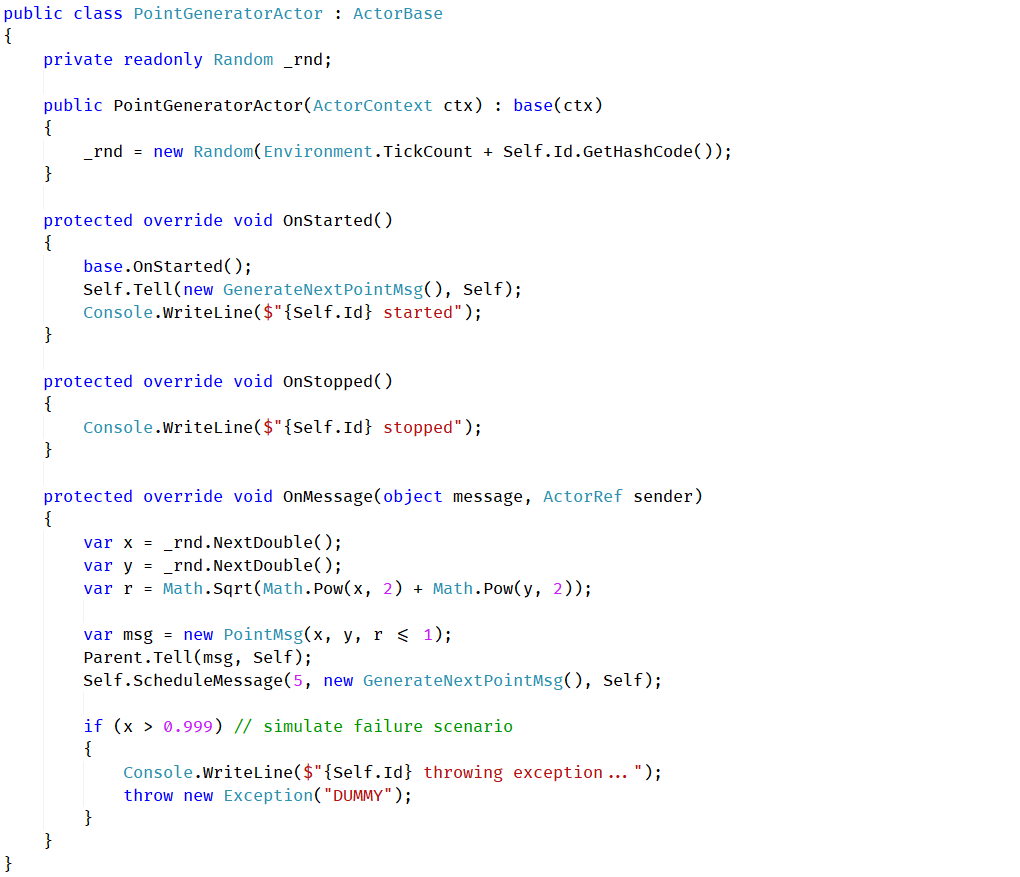 public class PointGeneratorActor : ActorBase
{
    private readonly Random _rnd;

    public PointGeneratorActor(ActorContext ctx) : base(ctx)
    {
        _rnd = new Random(Environment.TickCount + Self.Id.GetHashCode());
    }

    protected override void OnStarted()
    {
        base.OnStarted();
        Self.Tell(new GenerateNextPointMsg(), Self);
        Console.WriteLine($"{Self.Id} started");
    }

    protected override void OnStopped()
    {
        Console.WriteLine($"{Self.Id} stopped");
    }

    protected override void OnMessage(object message, ActorRef sender)
    {
        var x = _rnd.NextDouble();
        var y = _rnd.NextDouble();
        var r = Math.Sqrt(Math.Pow(x, 2) + Math.Pow(y, 2));

        var msg = new PointMsg(x, y, r <= 1);
        Parent.Tell(msg, Self);
        Self.ScheduleMessage(5, new GenerateNextPointMsg(), Self);

        if (x > 0.999) // simulate failure scenario
        {
            Console.WriteLine($"{Self.Id} throwing exception...");
            throw new Exception("DUMMY");
        }
    }
}